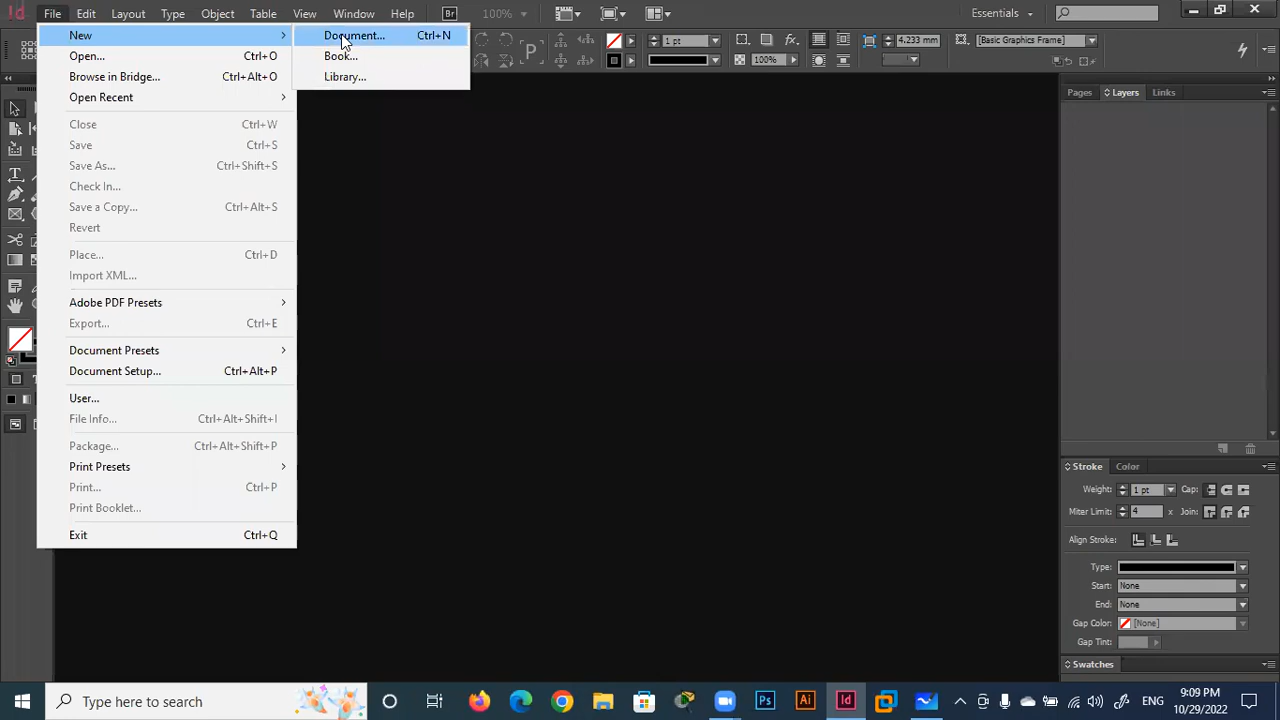 Id File Edit Layout Type Object Table View Window Help Br 100% Essentials
New Document... Ctrl+N
Open... Ctrl+O Book...
Browse in Bridge... Ctrl+Alt+O Library...
Open Recent
Close Ctrl+W
Save Ctrl+S
Save As... Ctrl+Shift+S
Check In...
Save a Copy... Ctrl+Alt+S
Revert
Place... Ctrl+D
Import XML...
Adobe PDF Presets
Export... Ctrl+E
Document Presets
Document Setup... Ctrl+Alt+P
User...
File Info... Ctrl+Alt+Shift+I
Package... Ctrl+Alt+Shift+P
Print Presets
Print... Ctrl+P
Print Booklet...
Exit Ctrl+Q
P
1 pt
fx
4.233 mm
[Basic Graphics Frame]
100%
Pages Layers Links
T
Stroke Color
Weight: 1 pt Cap:
Miter Limit: 4 x Join:
Align Stroke:
Type:
Start: None
End: None
Gap Color: [None]
Gap Tint:
Swatches
Type here to search
Ps Ai Id
ENG
9:09 PM
10/29/2022